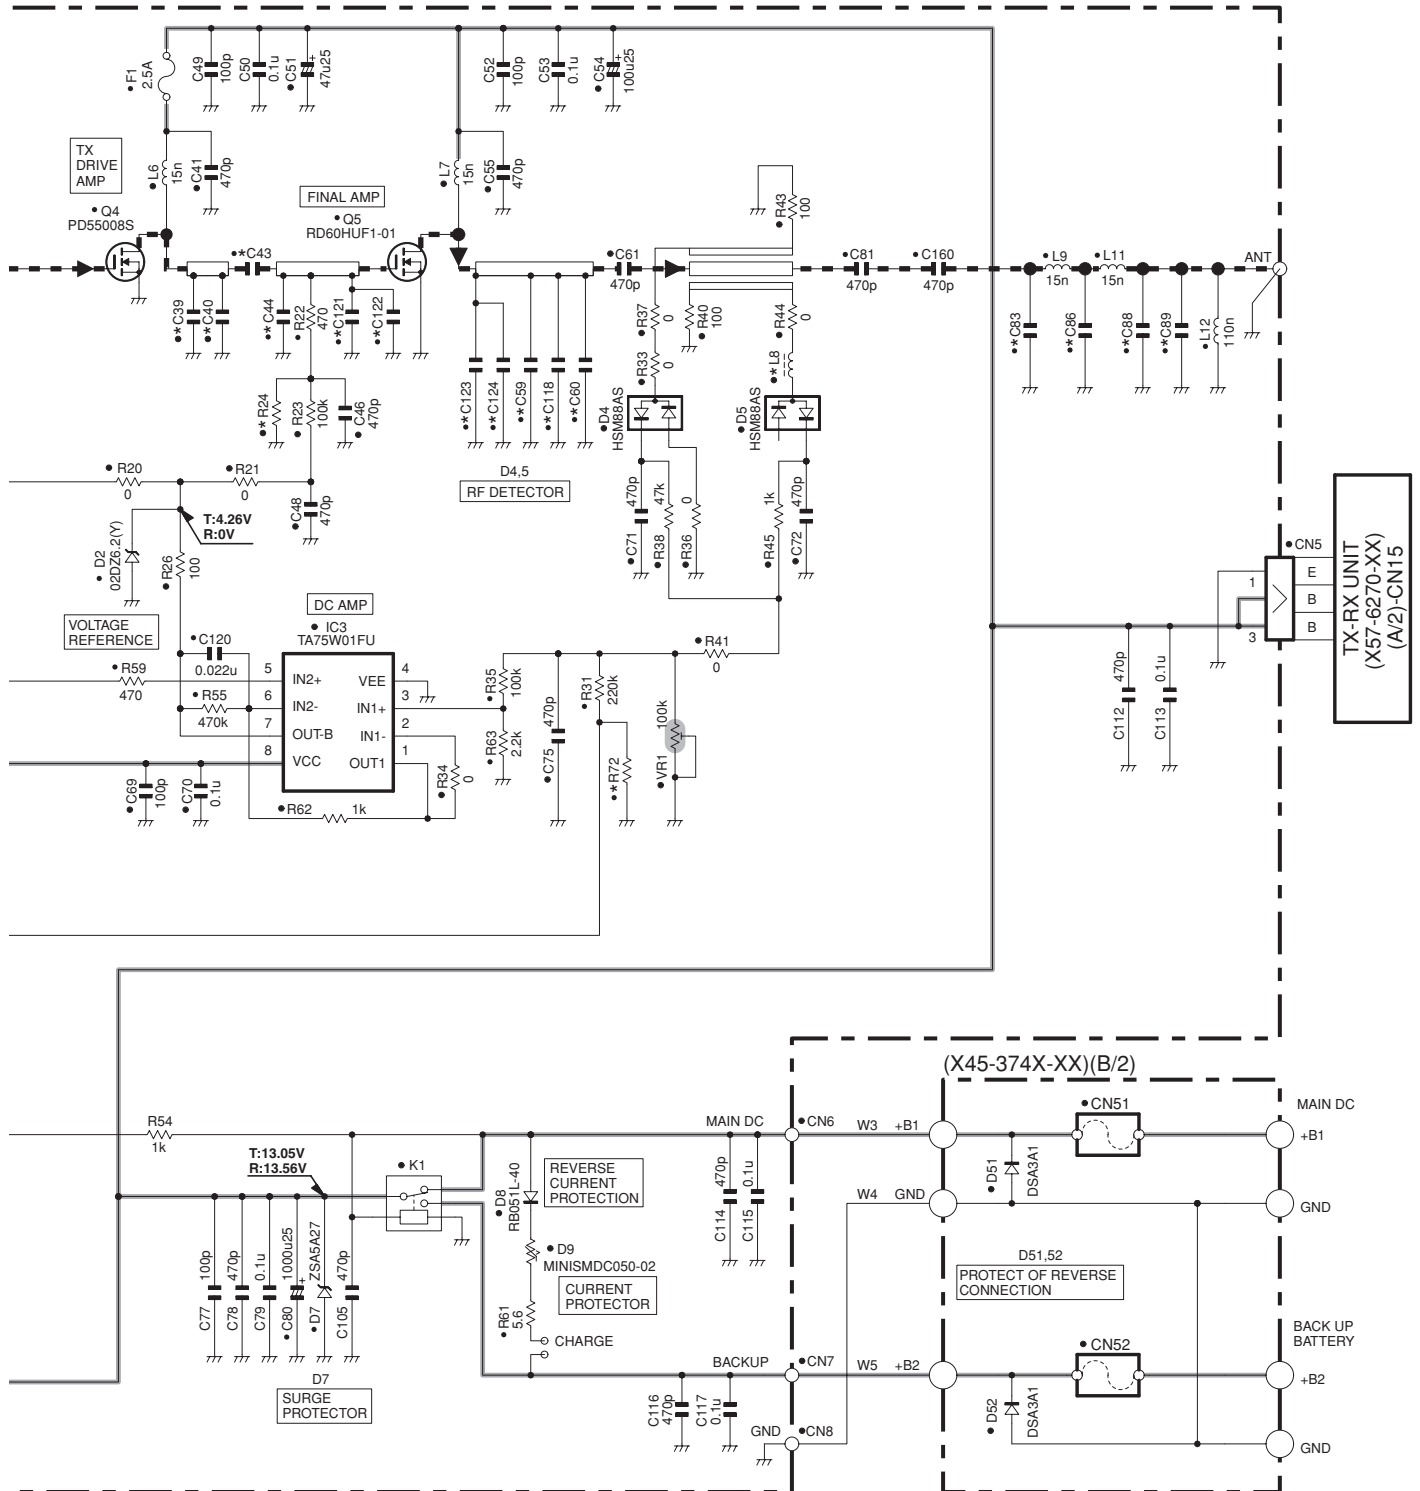 F1
2.5A
C49
100p
C50
0.1u
C51
47u25
+
C52
100p
C53
0.1u
C54
100u25
+
TX
DRIVE
AMP
L6
15n
C41
470p
FINAL AMP
L7
15n
C55
470p
R43
100
Q4
PD55008S
Q5
RD60HUF1-01
*C43
C61
470p
C81
470p
C160
470p
L9
15n
L11
15n
ANT
*C39
*C40
*C44
R22
470
*C121
*C122
R37
0
R40
100
R44
0
*C83
*C86
*C88
*C89
L12
110n
*R24
R23
100k
C46
470p
*C123
*C124
*C59
*C118
*C60
R33
0
*L8
D4
HSM88AS
D5
HSM88AS
R20
0
R21
0
D4,5
RF DETECTOR
T:4.26V
R:0V
C48
470p
470p
C71
47k
R38
0
R36
1k
R45
470p
C72
CN5
D2
02DZ6.2(Y)
R26
100
1
E
B
3
B
TX-RX UNIT
(X57-6270-XX)
(A/2)-CN15
DC AMP
IC3
TA75W01FU
VOLTAGE
REFERENCE
C120
0.022u
R41
0
R59
470
5
IN2+
VEE
4
R55
470k
6
IN2-
IN1+
3
7
OUT-B
IN1-
2
8
VCC
OUT1
1
R35
100k
R63
2.2k
R31
220k
470p
C75
*R72
100k
VR1
470p
C112
0.1u
C113
C69
100p
C70
0.1u
R34
0
R62
1k
(X45-374X-XX)(B/2)
R54
1k
MAIN DC
CN6
W3
+B1
CN51
MAIN DC
+B1
T:13.05V
R:13.56V
K1
D8
RB051L-40
REVERSE
CURRENT
PROTECTION
470p
C114
0.1u
C115
D51
DSA3A1
W4
GND
GND
D9
MINISMDC050-02
CURRENT
PROTECTOR
D51,52
PROTECT OF REVERSE
CONNECTION
100p
C77
470p
C78
0.1u
C79
1000u25
+
C80
ZSA5A27
D7
470p
C105
R61
5.6
CHARGE
CN52
BACK UP
BATTERY
BACKUP
CN7
W5
+B2
+B2
D7
SURGE
PROTECTOR
C116
470p
C117
0.1u
D52
DSA3A1
GND
CN8
GND